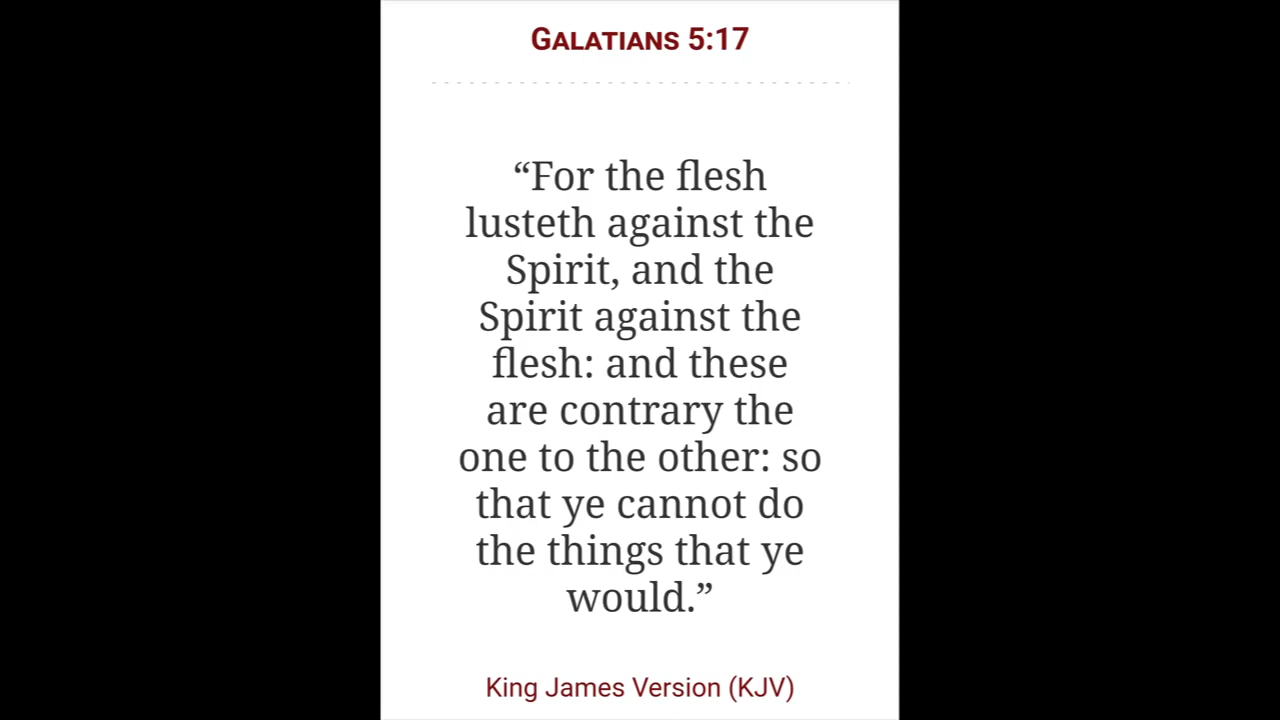 Galatians 5:17
“For the flesh
lusteth against the
Spirit, and the
Spirit against the
flesh: and these
are contrary the
one to the other: so
that ye cannot do
the things that ye
would.”
King James Version (KJV)